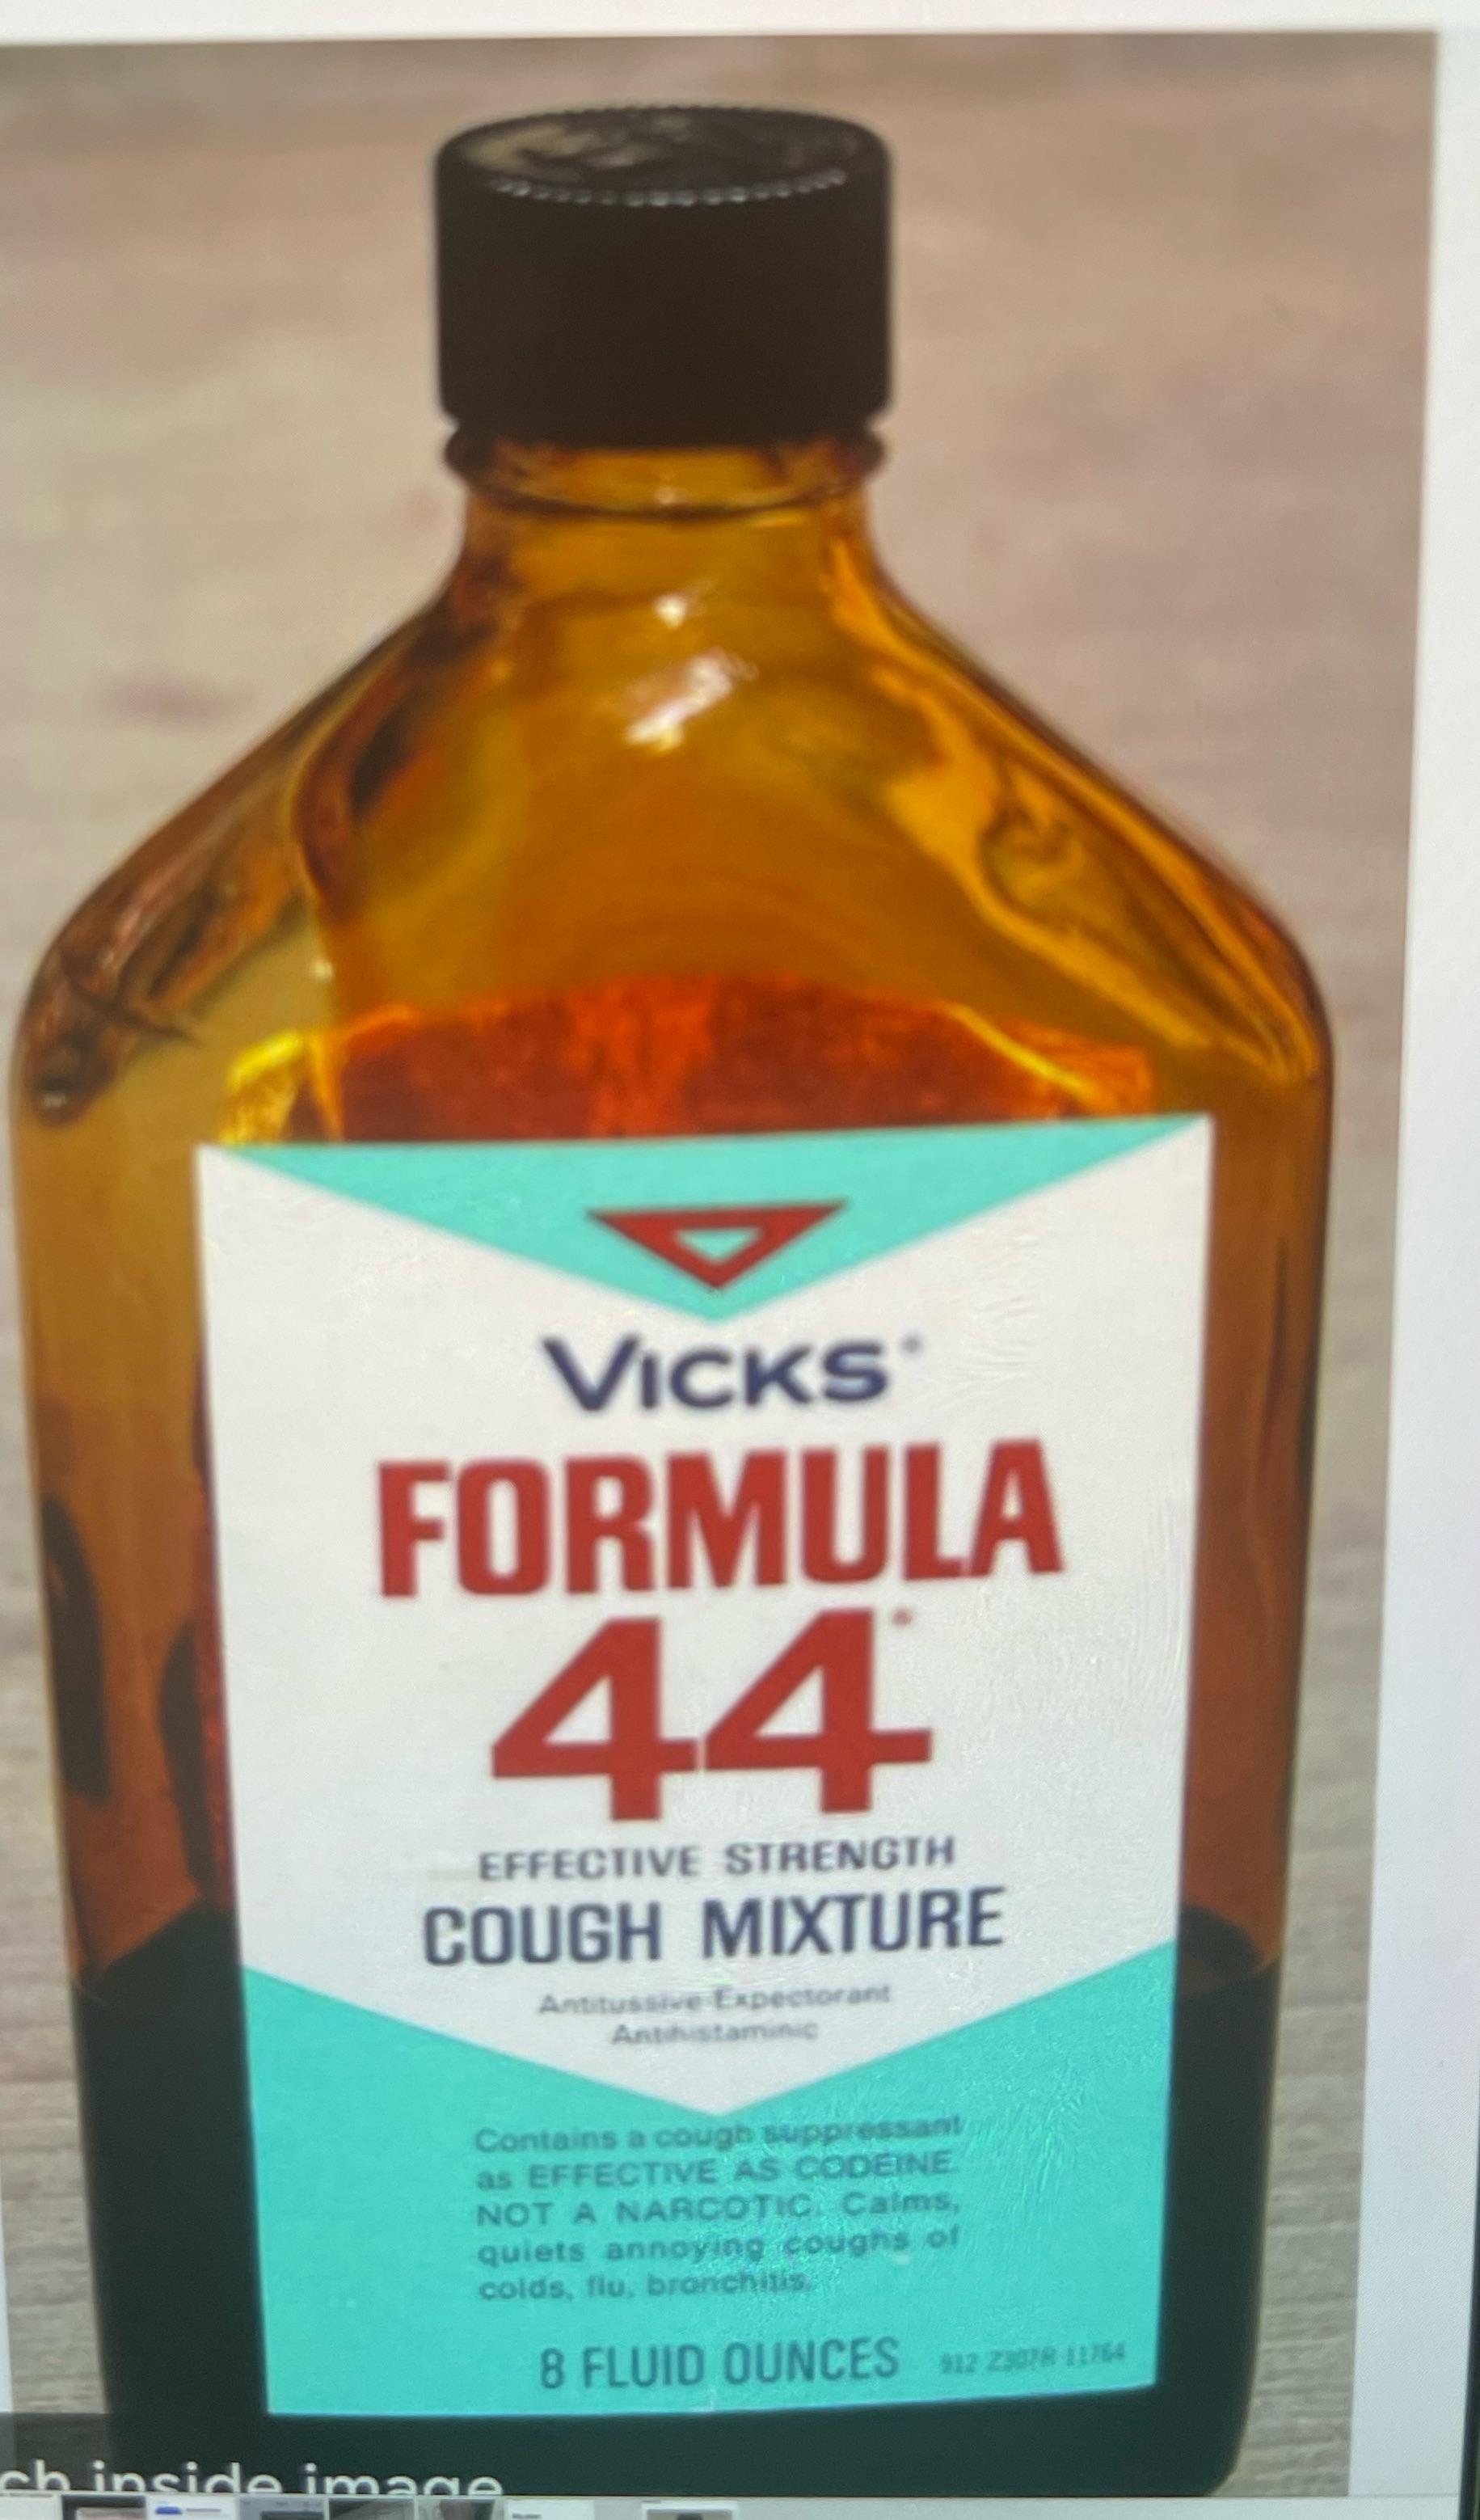 VICKS®
FORMULA
44®
EFFECTIVE STRENGTH
COUGH MIXTURE
Antitussive-Expectorant
Antihistaminic
Contains a cough suppressant
as EFFECTIVE AS CODEINE.
NOT A NARCOTIC. Calms,
quiets annoying coughs of
colds, flu, bronchitis.
8 FLUID OUNCES
912
ch inside image